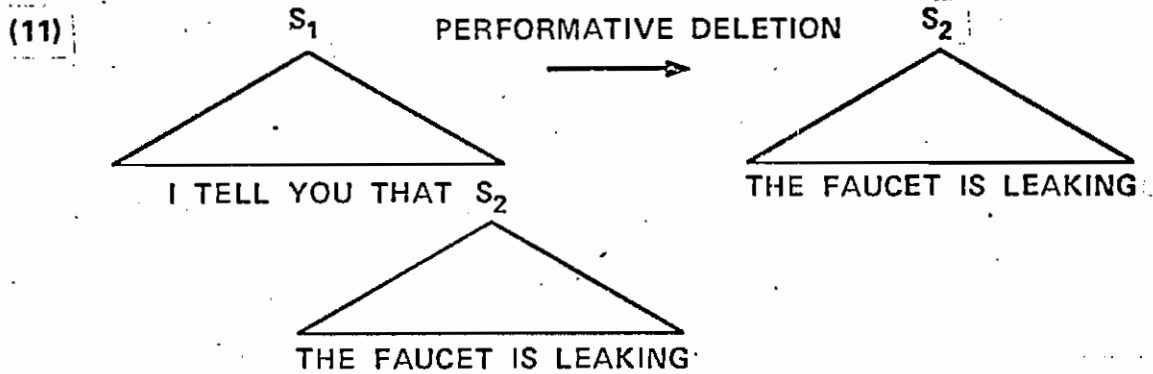 (11) S₁ PERFORMATIVE DELETION S₂
I TELL YOU THAT S₂ THE FAUCET IS LEAKING
THE FAUCET IS LEAKING